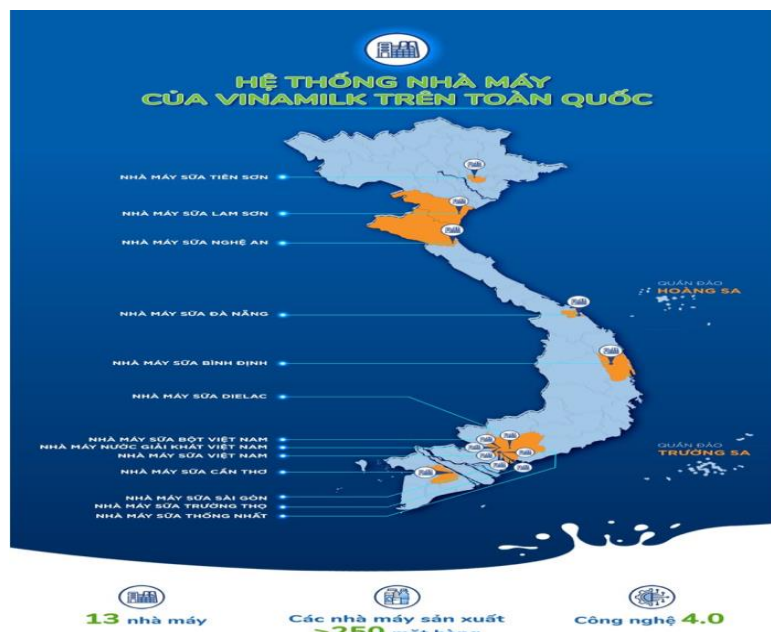 HỆ THỐNG NHÀ MÁY
CỦA VINAMILK TRÊN TOÀN QUỐC
NHÀ MÁY SỮA TIÊN SƠN
NHÀ MÁY SỮA LAM SƠN
NHÀ MÁY SỮA NGHỆ AN
QUẦN ĐẢO
HOÀNG SA
NHÀ MÁY SỮA ĐÀ NẴNG
NHÀ MÁY SỮA BÌNH ĐỊNH
NHÀ MÁY SỮA DIELAC
NHÀ MÁY SỮA BỘT VIỆT NAM
NHÀ MÁY NƯỚC GIẢI KHÁT VIỆT NAM
NHÀ MÁY SỮA VIỆT NAM
QUẦN ĐẢO
TRƯỜNG SA
NHÀ MÁY SỮA CẦN THƠ
NHÀ MÁY SỮA SÀI GÒN
NHÀ MÁY SỮA TRƯỜNG THỌ
NHÀ MÁY SỮA THỐNG NHẤT
13 nhà máy
Các nhà máy sản xuất
>250 mặt hàng
Công nghệ 4.0